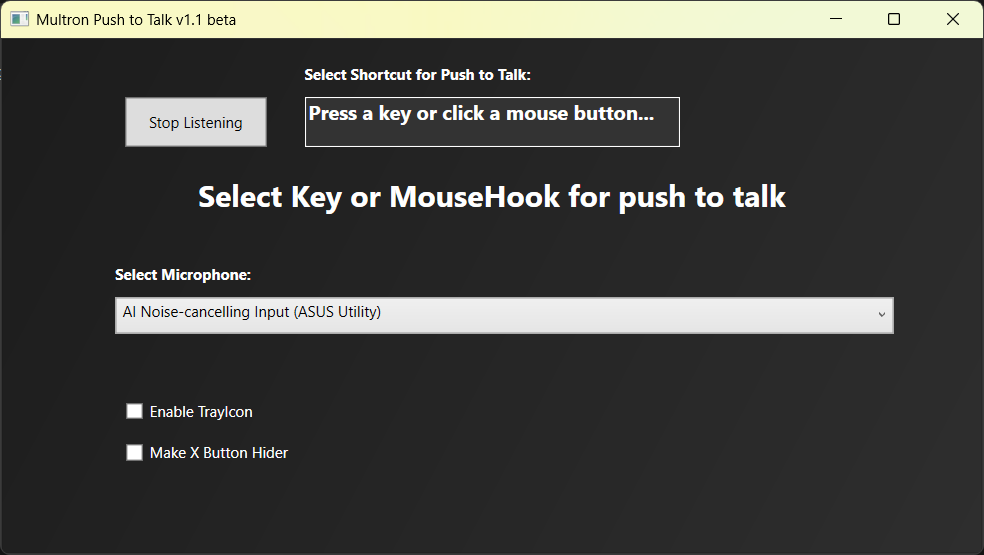 Multron Push to Talk v1.1 beta
Select Shortcut for Push to Talk:
Stop Listening
Press a key or click a mouse button...
Select Key or MouseHook for push to talk
Select Microphone:
AI Noise-cancelling Input (ASUS Utility)
Enable TrayIcon
Make X Button Hider